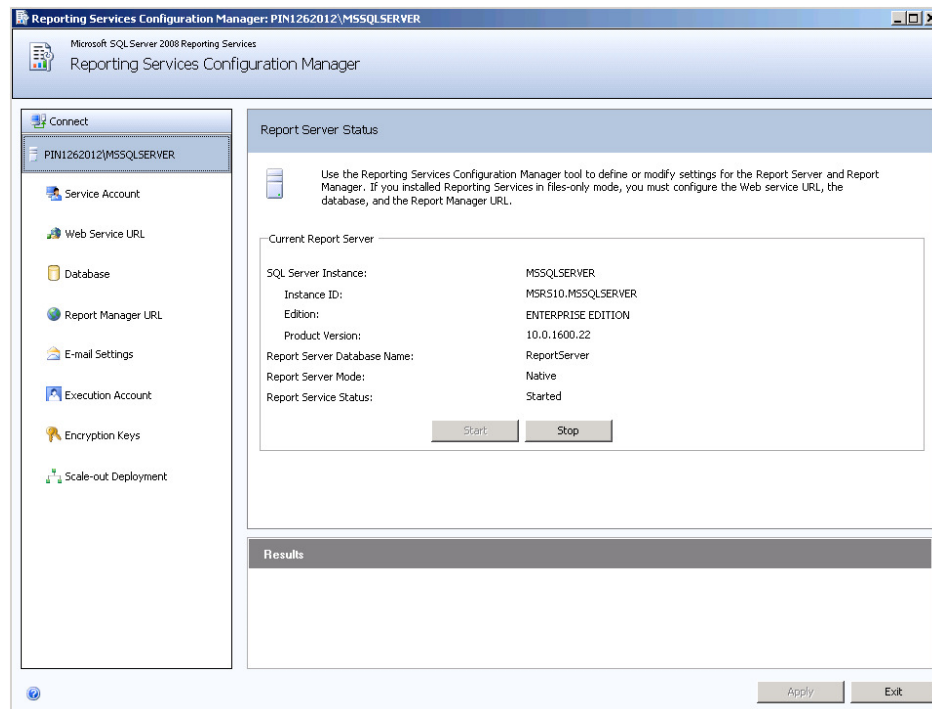 Reporting Services Configuration Manager: PIN1262012\MSSQLSERVER
Microsoft SQL Server 2008 Reporting Services
Reporting Services Configuration Manager
Connect
PIN1262012\MSSQLSERVER
Service Account
Web Service URL
Database
Report Manager URL
E-mail Settings
Execution Account
Encryption Keys
Scale-out Deployment
Report Server Status
Use the Reporting Services Configuration Manager tool to define or modify settings for the Report Server and Report
Manager. If you installed Reporting Services in files-only mode, you must configure the Web service URL, the
database, and the Report Manager URL.
Current Report Server
SQL Server Instance: MSSQLSERVER
Instance ID: MSRS10.MSSQLSERVER
Edition: ENTERPRISE EDITION
Product Version: 10.0.1600.22
Report Server Database Name: ReportServer
Report Server Mode: Native
Report Service Status: Started
Start Stop
Results
Apply Exit